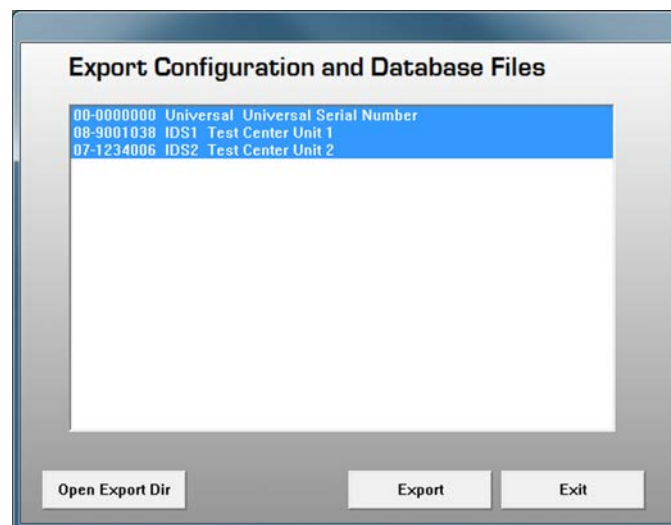 Export Configuration and Database Files
00-0000000 Universal Universal Serial Number
08-9001038 IDS1 Test Center Unit 1
07-1234006 IDS2 Test Center Unit 2
Open Export Dir
Export
Exit